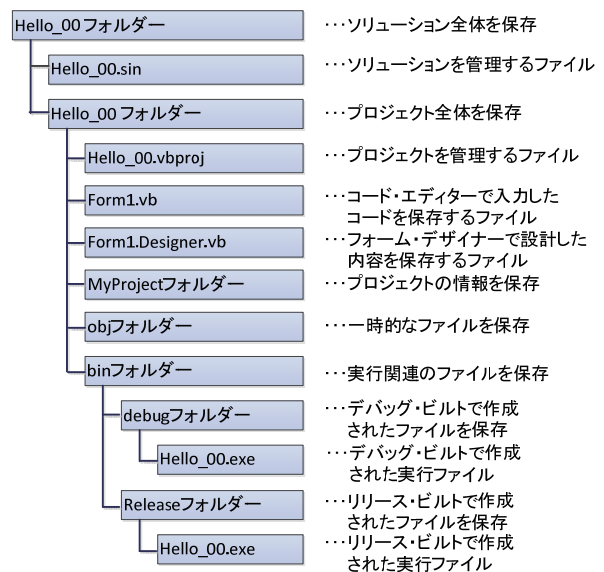 Hello_00フォルダー ･･･ソリューション全体を保存
Hello_00.sin ･･･ソリューションを管理するファイル
Hello_00 フォルダー ･･･プロジェクト全体を保存
Hello_00.vbproj ･･･プロジェクトを管理するファイル
Form1.vb ･･･コード・エディターで入力した
コードを保存するファイル
Form1.Designer.vb ･･･フォーム・デザイナーで設計した
内容を保存するファイル
MyProjectフォルダー ･･･プロジェクトの情報を保存
objフォルダー ･･･一時的なファイルを保存
binフォルダー ･･･実行関連のファイルを保存
debugフォルダー ･･･デバッグ・ビルトで作成
されたファイルを保存
Hello_00.exe ･･･デバッグ・ビルトで作成
された実行ファイル
Releaseフォルダー ･･･リリース・ビルトで作成
されたファイルを保存
Hello_00.exe ･･･リリース・ビルトで作成
された実行ファイル